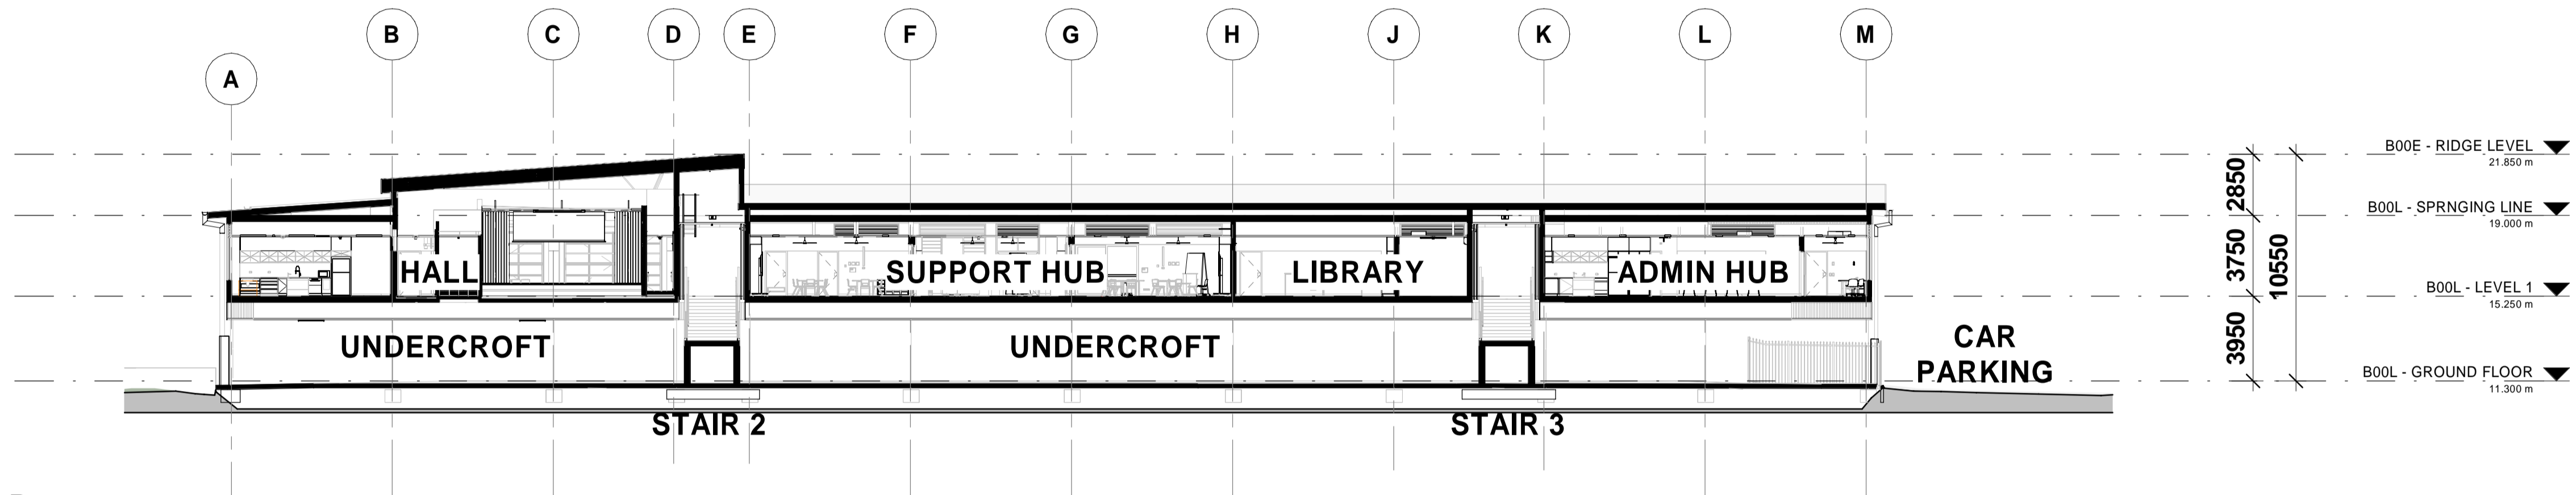 A
B
C
D
E
F
G
H
J
K
L
M
B00E - RIDGE LEVEL
21.850 m
B00L - SPRNGING LINE
19.000 m
B00L - LEVEL 1
15.250 m
B00L - GROUND FLOOR
11.300 m
2850
3750
3950
10550
HALL
SUPPORT HUB
LIBRARY
ADMIN HUB
UNDERCROFT
UNDERCROFT
CAR
PARKING
STAIR 2
STAIR 3